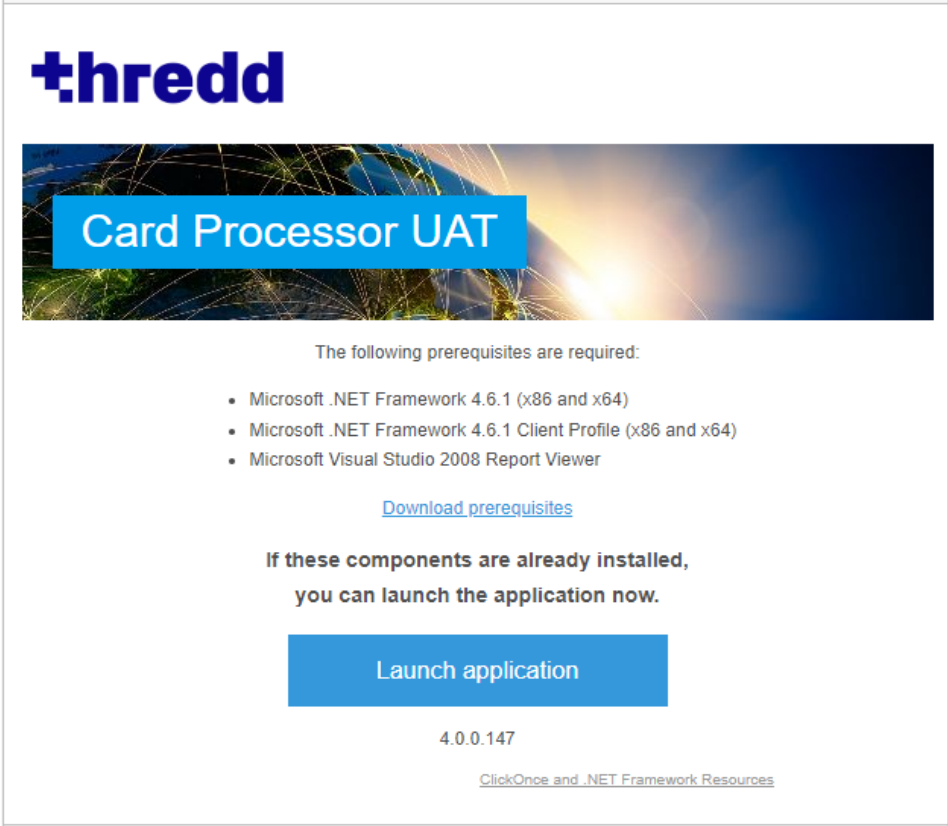 thredd
Card Processor UAT
The following prerequisites are required:
• Microsoft .NET Framework 4.6.1 (x86 and x64)
• Microsoft .NET Framework 4.6.1 Client Profile (x86 and x64)
• Microsoft Visual Studio 2008 Report Viewer
Download prerequisites
If these components are already installed,
you can launch the application now.
Launch application
4.0.0.147
ClickOnce and .NET Framework Resources